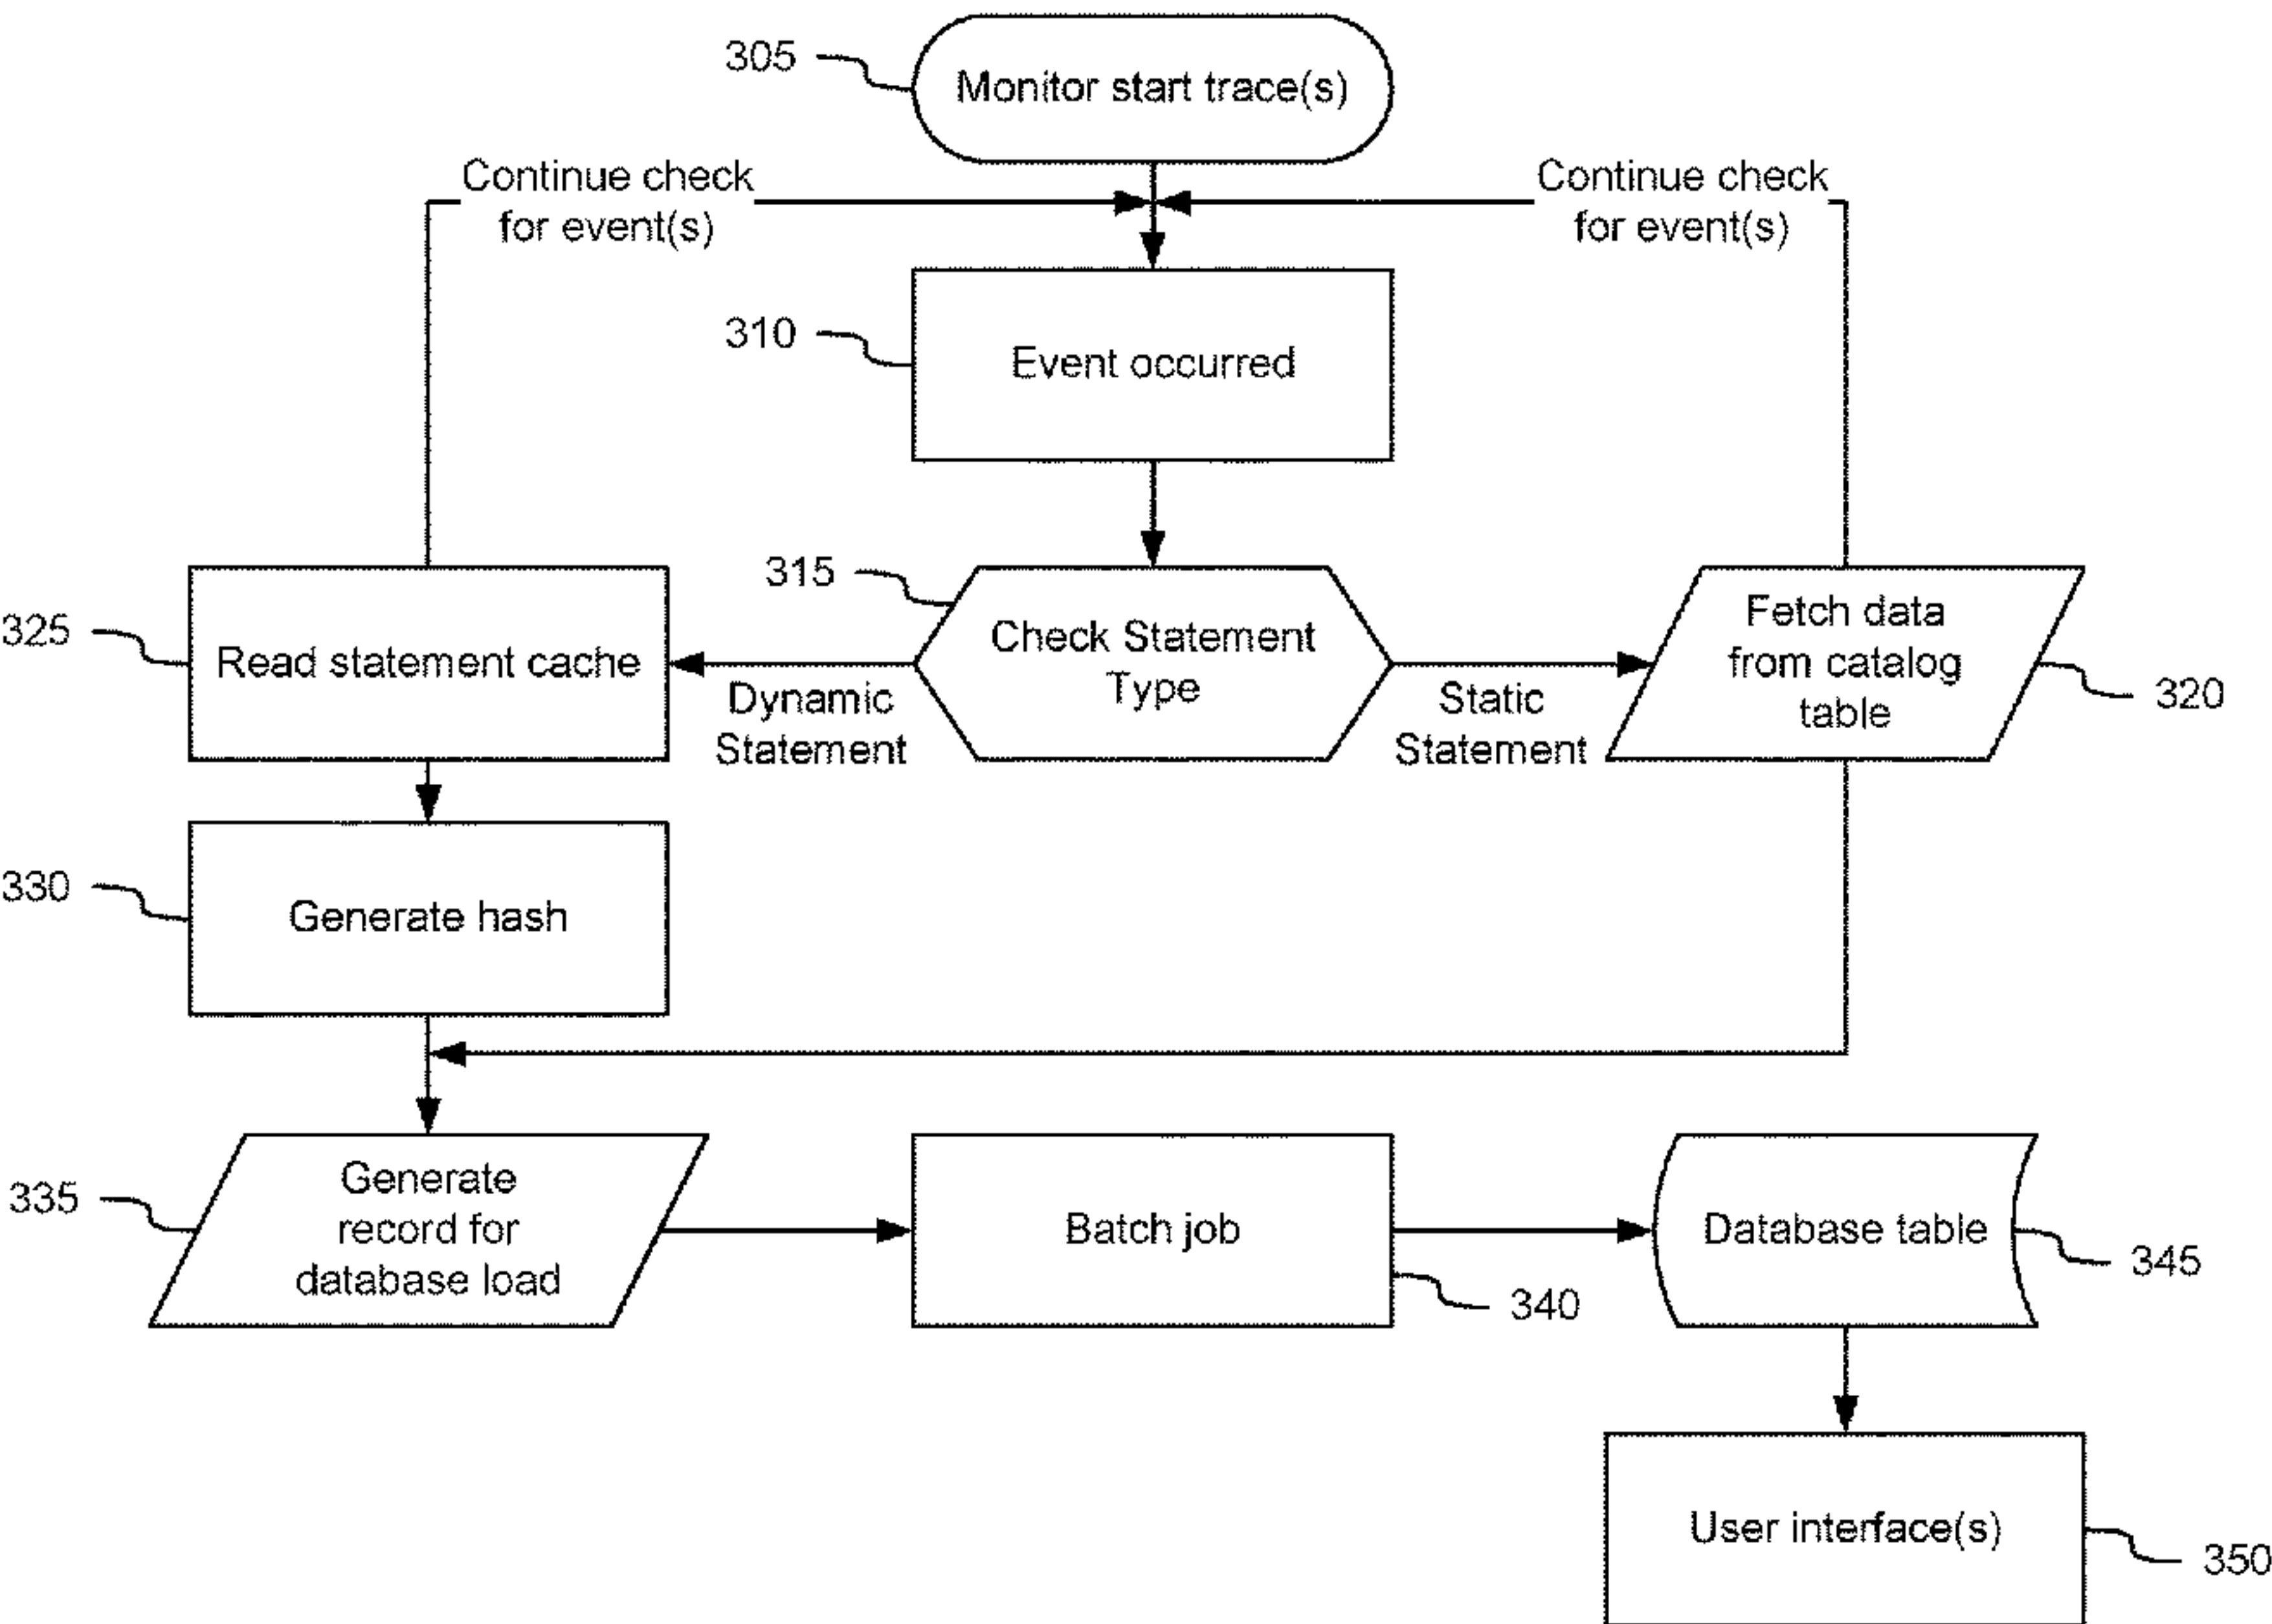 305
Monitor start trace(s)
Continue check
for event(s)
Continue check
for event(s)
310
Event occurred
315
Check Statement
Type
325
Read statement cache
Dynamic
Statement
Static
Statement
Fetch data
from catalog
table
320
330
Generate hash
335
Generate
record for
database load
Batch job
340
Database table
345
User interface(s)
350